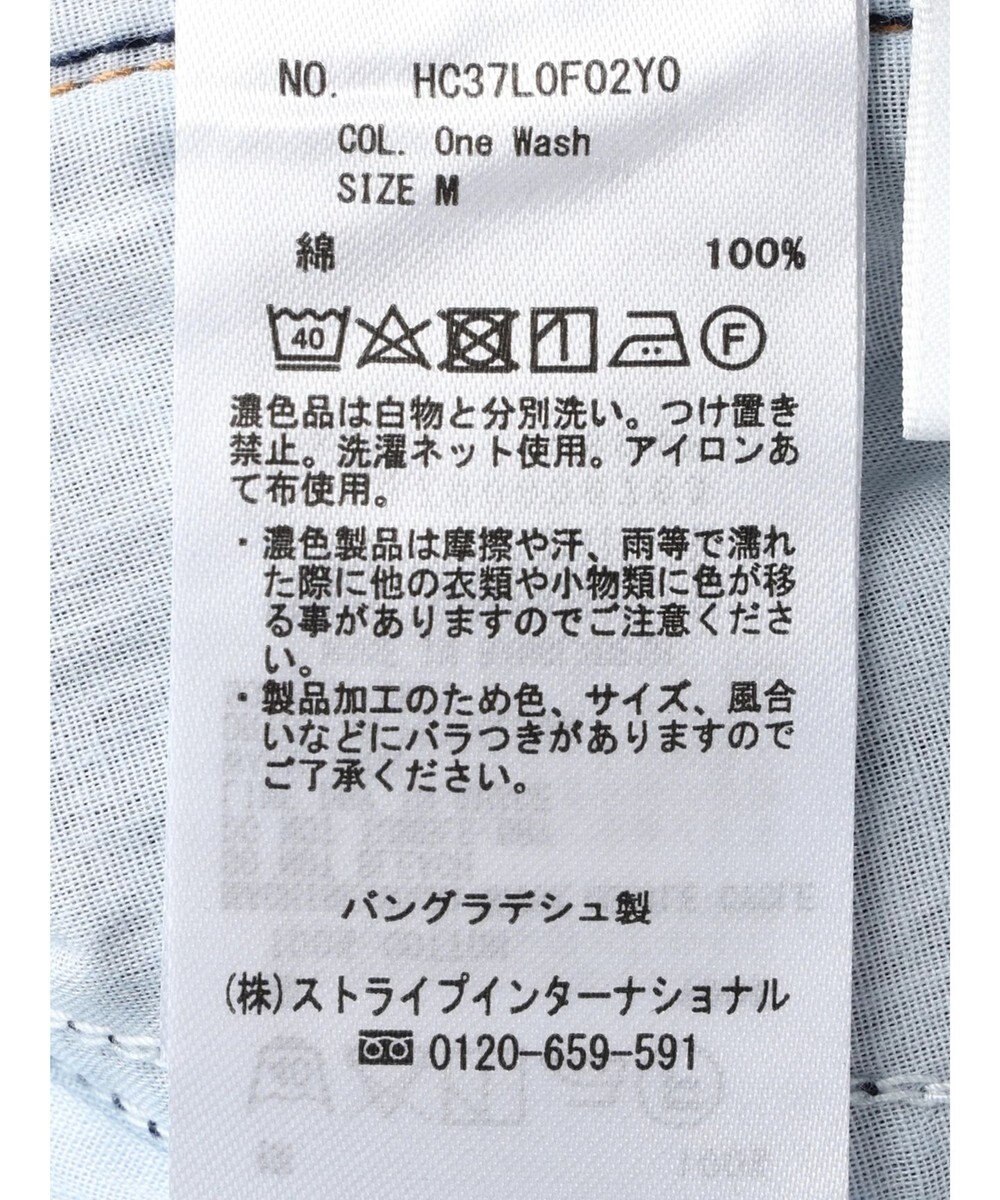 NO. HC37L0F02Y0
COL. One Wash
SIZE M
綿 100%
40 F
濃色品は白物と分別洗い。つけ置き
禁止。洗濯ネット使用。アイロンあ
て布使用。
・濃色製品は摩擦や汗、雨等で濡れ
た際に他の衣類や小物類に色が移
る事がありますのでご注意くださ
い。
・製品加工のため色、サイズ、風合
いなどにバラつきがありますので
ご了承ください。
バングラデシュ製
(株)ストライプインターナショナル
0120-659-591